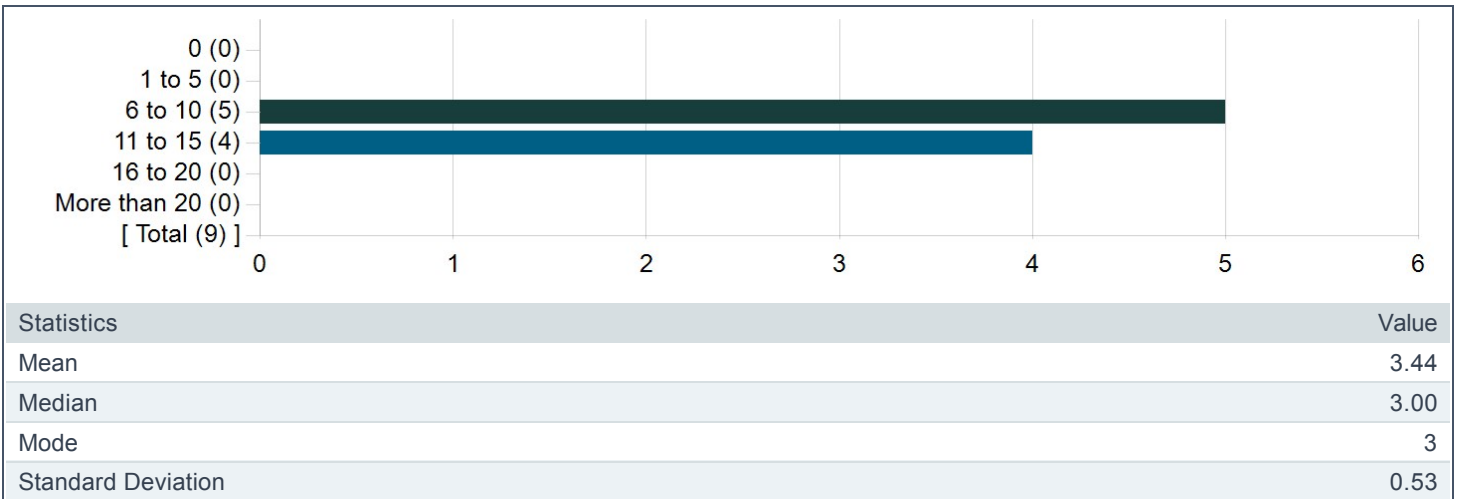 0 (0)
1 to 5 (0)
6 to 10 (5)
11 to 15 (4)
16 to 20 (0)
More than 20 (0)
[ Total (9) ]
0 1 2 3 4 5 6
Statistics Value
Mean 3.44
Median 3.00
Mode 3
Standard Deviation 0.53